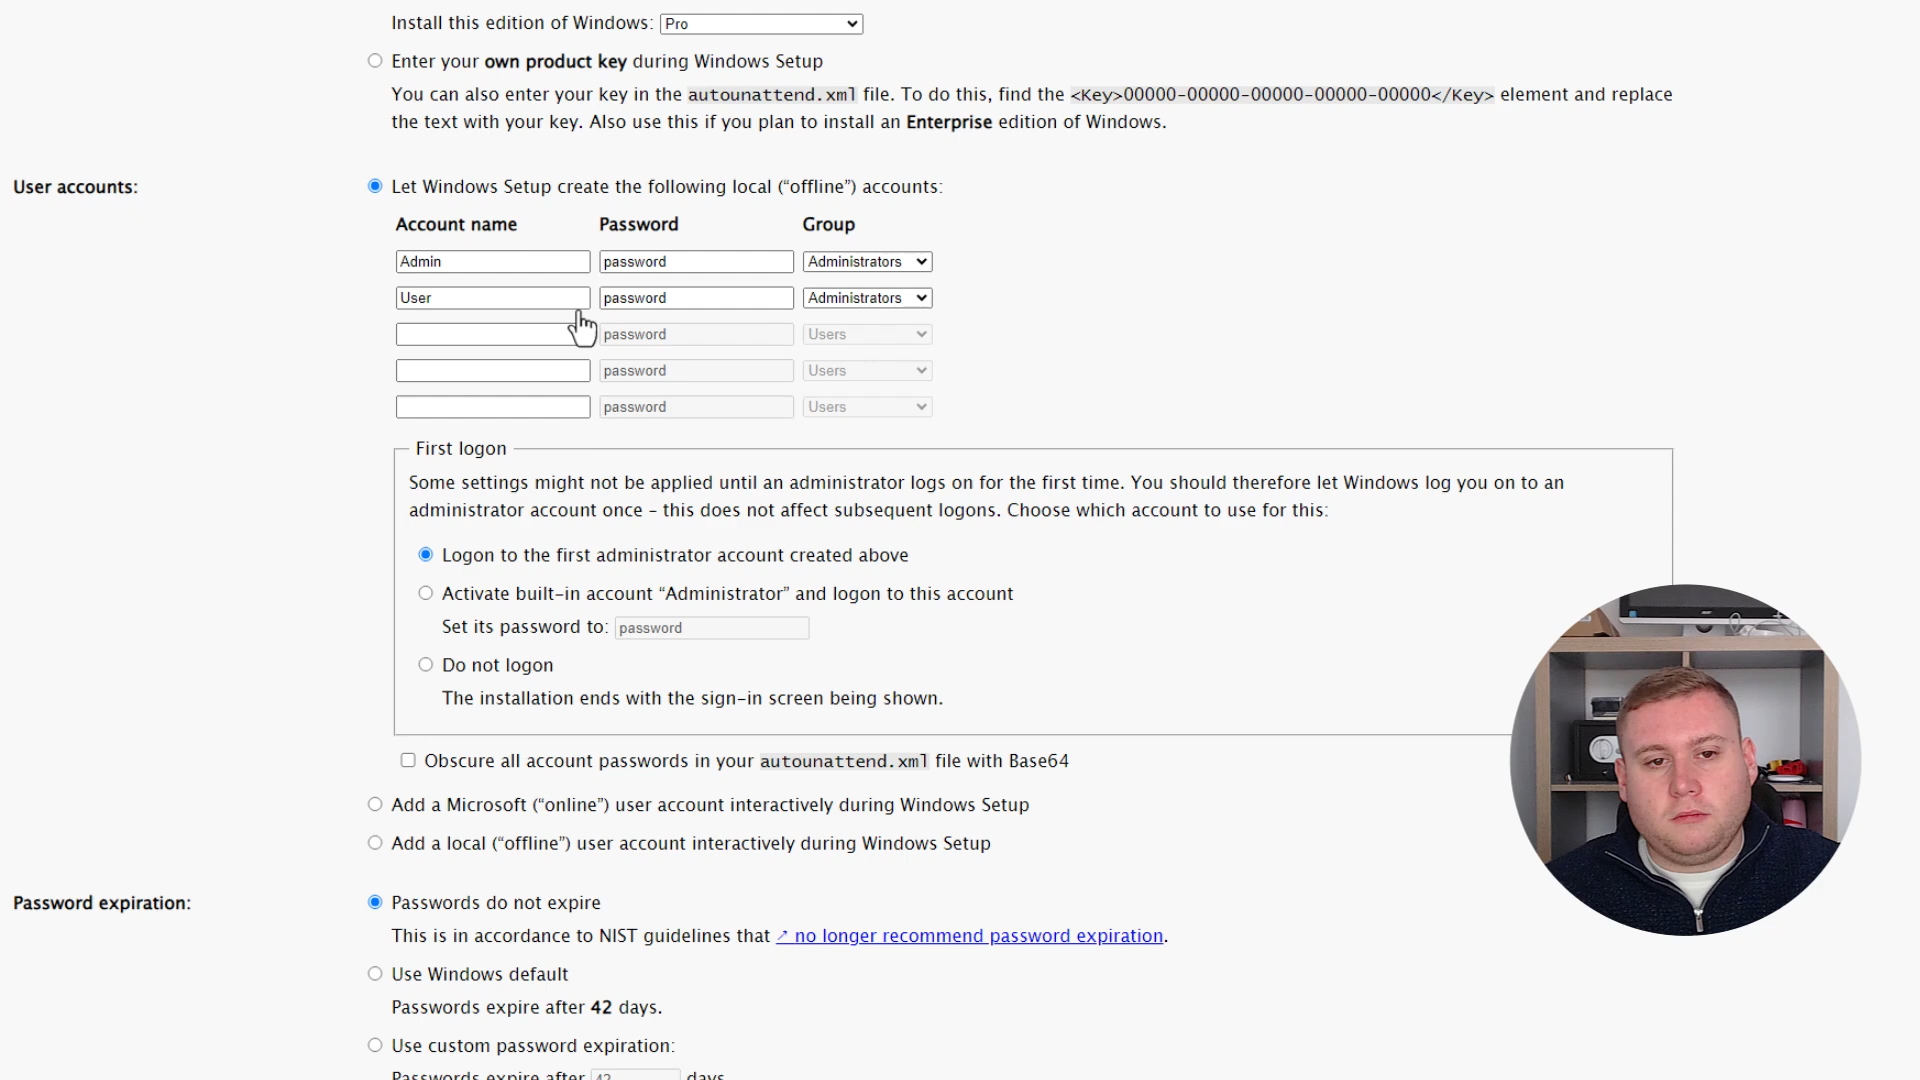 Install this edition of Windows: Pro
Enter your own product key during Windows Setup
You can also enter your key in the autounattend.xml file. To do this, find the <Key>00000-00000-00000-00000-00000</Key> element and replace
the text with your key. Also use this if you plan to install an Enterprise edition of Windows.
User accounts: Let Windows Setup create the following local (“offline”) accounts:
Account name Password Group
Admin password Administrators
User password Administrators
password Users
password Users
password Users
First logon
Some settings might not be applied until an administrator logs on for the first time. You should therefore let Windows log you on to an
administrator account once – this does not affect subsequent logons. Choose which account to use for this:
Logon to the first administrator account created above
Activate built-in account “Administrator” and logon to this account
Set its password to: password
Do not logon
The installation ends with the sign-in screen being shown.
Obscure all account passwords in your autounattend.xml file with Base64
Add a Microsoft (“online”) user account interactively during Windows Setup
Add a local (“offline”) user account interactively during Windows Setup
Password expiration: Passwords do not expire
This is in accordance to NIST guidelines that ↗ no longer recommend password expiration.
Use Windows default
Passwords expire after 42 days.
Use custom password expiration:
Passwords expire after 42 days